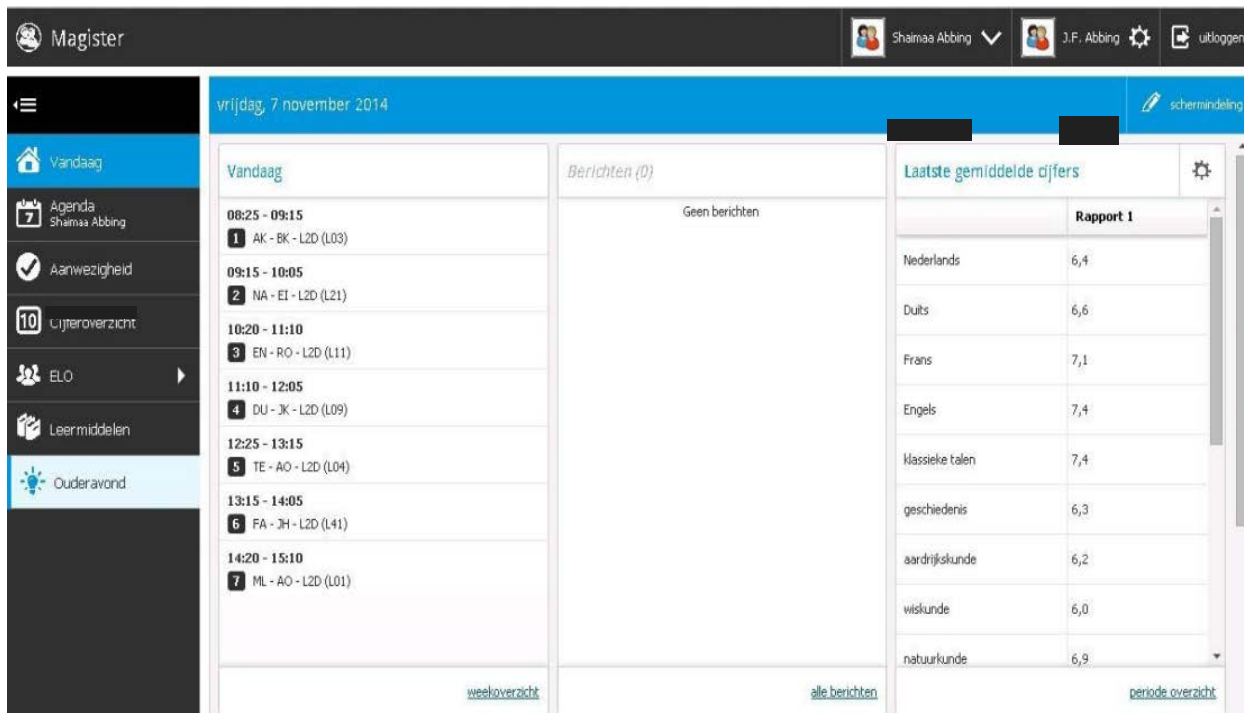 Magister
Shaimaa Abbing
J.F. Abbing
uitloggen
vrijdag, 7 november 2014
schermindeling
Vandaag
7 Agenda
Shaimaa Abbing
Aanwezigheid
10 Cijferoverzicht
ELO
Leermiddelen
Ouderavond
Vandaag
08:25 - 09:15
1 AK - BK - L2D (L03)
09:15 - 10:05
2 NA - EI - L2D (L21)
10:20 - 11:10
3 EN - RO - L2D (L11)
11:10 - 12:05
4 DU - JK - L2D (L09)
12:25 - 13:15
5 TE - AO - L2D (L04)
13:15 - 14:05
6 FA - JH - L2D (L41)
14:20 - 15:10
7 ML - AO - L2D (L01)
weekoverzicht
Berichten (0)
Geen berichten
alle berichten
Laatste gemiddelde cijfers
Rapport 1
Nederlands 6,4
Duits 6,6
Frans 7,1
Engels 7,4
klassieke talen 7,4
geschiedenis 6,3
aardrijkskunde 6,2
wiskunde 6,0
natuurkunde 6,9
periode overzicht